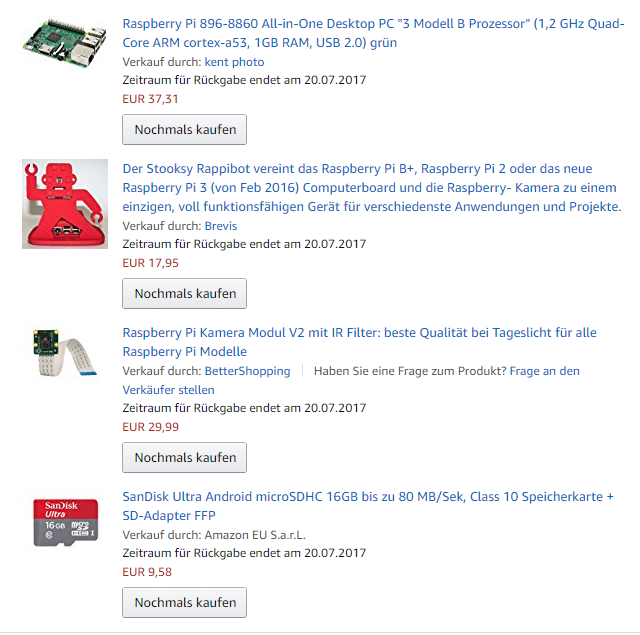 Raspberry Pi 896-8860 All-in-One Desktop PC "3 Modell B Prozessor" (1,2 GHz Quad-
Core ARM cortex-a53, 1GB RAM, USB 2.0) grün
Verkauf durch: kent photo
Zeitraum für Rückgabe endet am 20.07.2017
EUR 37,31
Nochmals kaufen
Der Stooksy Rappibot vereint das Raspberry Pi B+, Raspberry Pi 2 oder das neue
Raspberry Pi 3 (von Feb 2016) Computerboard und die Raspberry- Kamera zu einem
einzigen, voll funktionsfähigen Gerät für verschiedenste Anwendungen und Projekte.
Verkauf durch: Brevis
Zeitraum für Rückgabe endet am 20.07.2017
EUR 17,95
Nochmals kaufen
Raspberry Pi Kamera Modul V2 mit IR Filter: beste Qualität bei Tageslicht für alle
Raspberry Pi Modelle
Verkauf durch: BetterShopping | Haben Sie eine Frage zum Produkt? Frage an den
Verkäufer stellen
Zeitraum für Rückgabe endet am 20.07.2017
EUR 29,99
Nochmals kaufen
SanDisk
Ultra
16GB
micro
SD
HC I
SanDisk Ultra Android microSDHC 16GB bis zu 80 MB/Sek, Class 10 Speicherkarte +
SD-Adapter FFP
Verkauf durch: Amazon EU S.a.r.L.
Zeitraum für Rückgabe endet am 20.07.2017
EUR 9,58
Nochmals kaufen